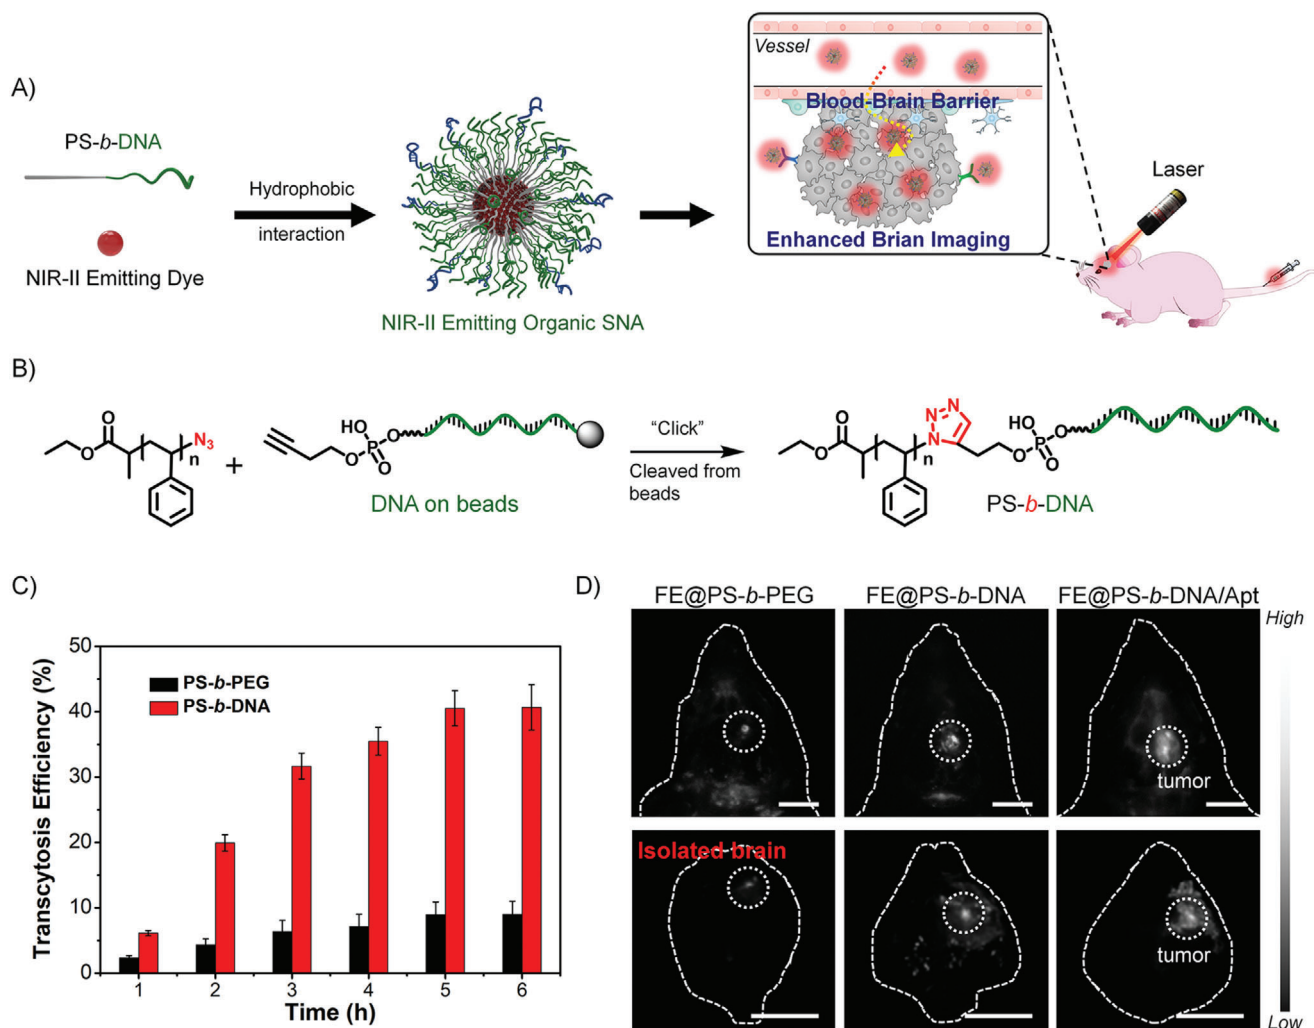 A)
PS-b-DNA
NIR-II Emitting Dye
Hydrophobic
interaction
NIR-II Emitting Organic SNA
Vessel
Blood-Brain Barrier
Enhanced Brian Imaging
Laser
B)
O
O
N₃
n
+
HO
O
P
O
O
DNA on beads
“Click”
Cleaved from
beads
O
O
n
N
N
N
HO
O
P
O
O
PS-b-DNA
C)
Transcytosis Efficiency (%)
50
40
30
20
10
0
PS-b-PEG
PS-b-DNA
1 2 3 4 5 6
Time (h)
D)
FE@PS-b-PEG FE@PS-b-DNA FE@PS-b-DNA/Apt
High
tumor
Isolated brain
tumor
Low